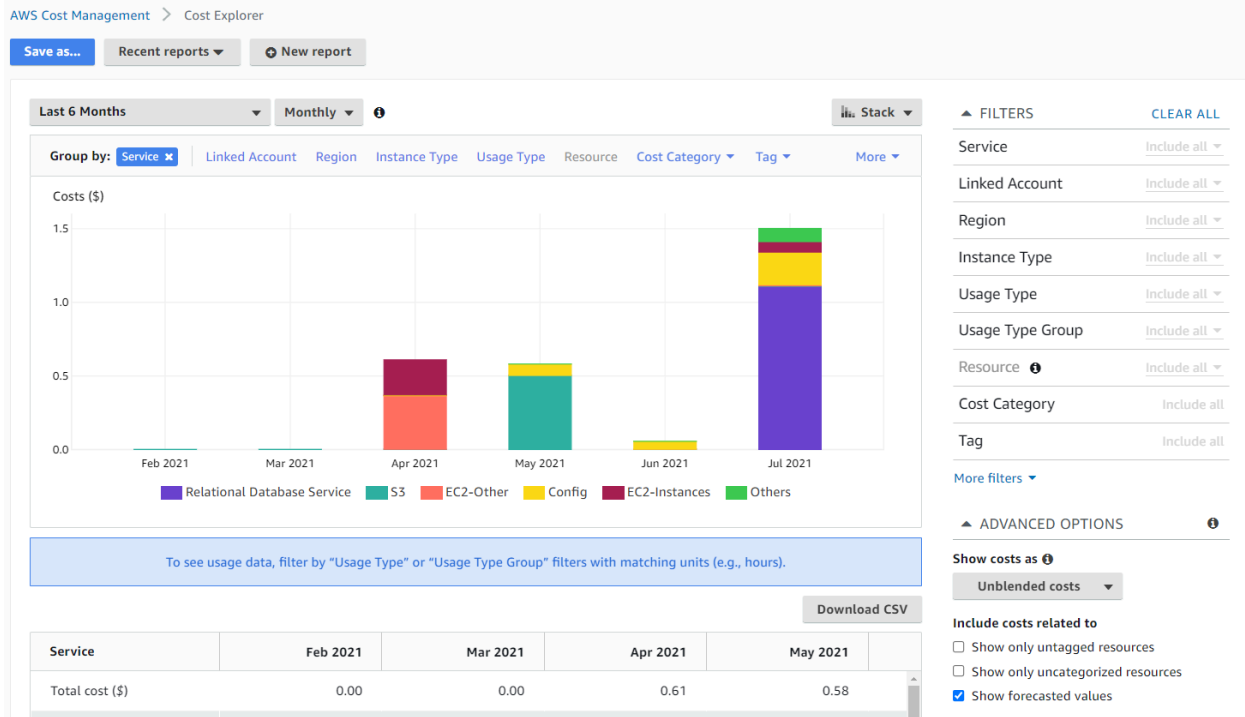 AWS Cost Management > Cost Explorer
Save as... Recent reports New report
Last 6 Months Monthly Stack
Group by: Service × Linked Account Region Instance Type Usage Type Resource Cost Category Tag More
Costs ($)
1.5
1.0
0.5
0.0
Feb 2021 Mar 2021 Apr 2021 May 2021 Jun 2021 Jul 2021
Relational Database Service S3 EC2-Other Config EC2-Instances Others
To see usage data, filter by “Usage Type” or “Usage Type Group” filters with matching units (e.g., hours).
Download CSV
Service Feb 2021 Mar 2021 Apr 2021 May 2021
Total cost ($) 0.00 0.00 0.61 0.58
FILTERS CLEAR ALL
Service Include all
Linked Account Include all
Region Include all
Instance Type Include all
Usage Type Include all
Usage Type Group Include all
Resource Include all
Cost Category Include all
Tag Include all
More filters
ADVANCED OPTIONS
Show costs as
Unblended costs
Include costs related to
Show only untagged resources
Show only uncategorized resources
Show forecasted values